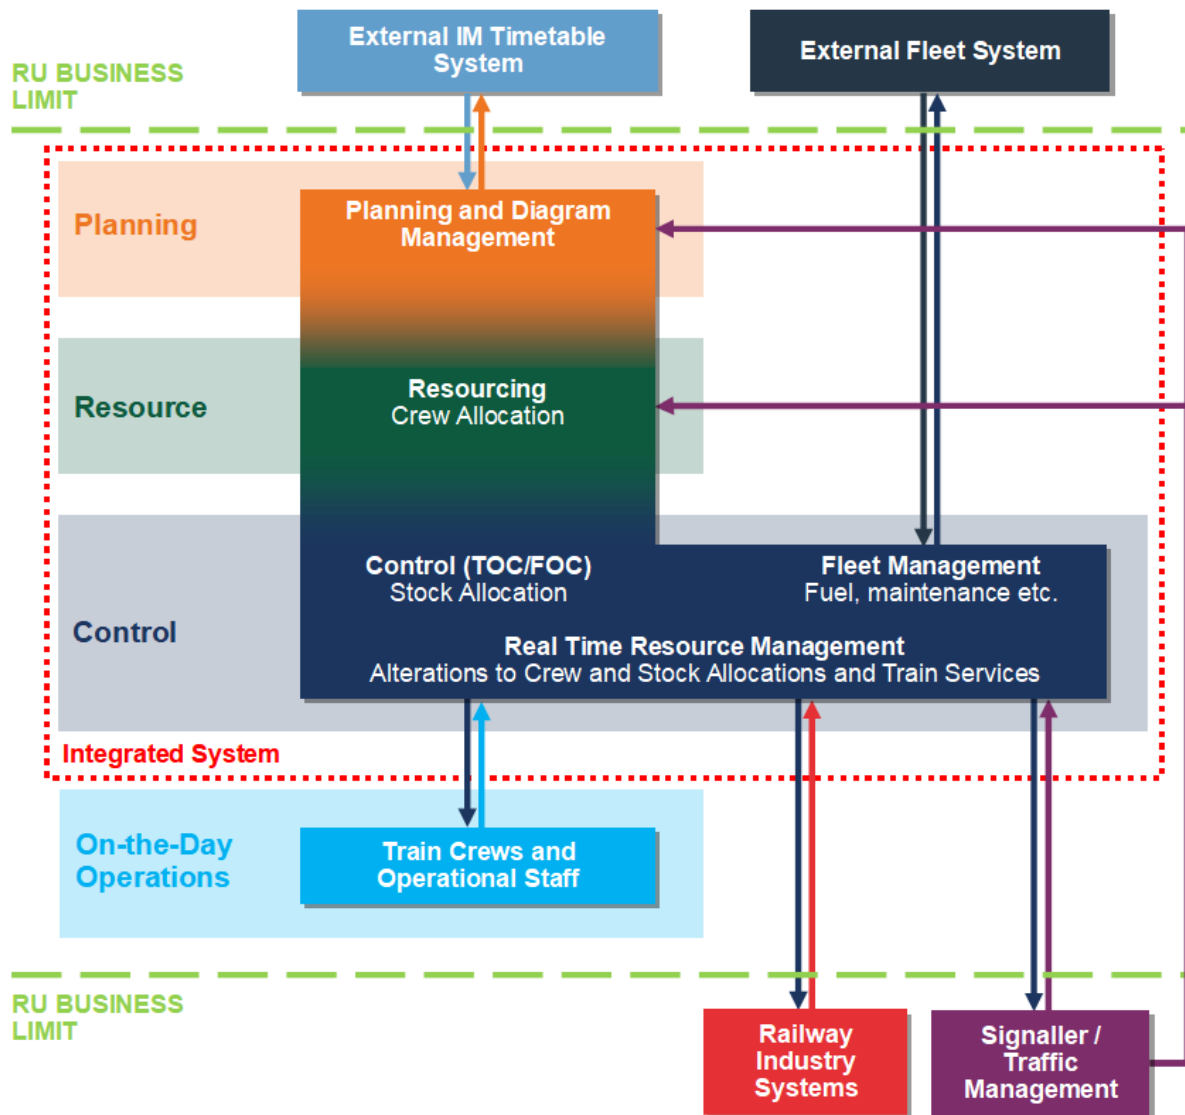 External IM Timetable
System
External Fleet System
RU BUSINESS
LIMIT
Planning
Planning and Diagram
Management
Resource
Resourcing
Crew Allocation
Control
Control (TOC/FOC)
Stock Allocation
Fleet Management
Fuel, maintenance etc.
Real Time Resource Management
Alterations to Crew and Stock Allocations and Train Services
Integrated System
On-the-Day
Operations
Train Crews and
Operational Staff
RU BUSINESS
LIMIT
Railway
Industry
Systems
Signaller /
Traffic
Management